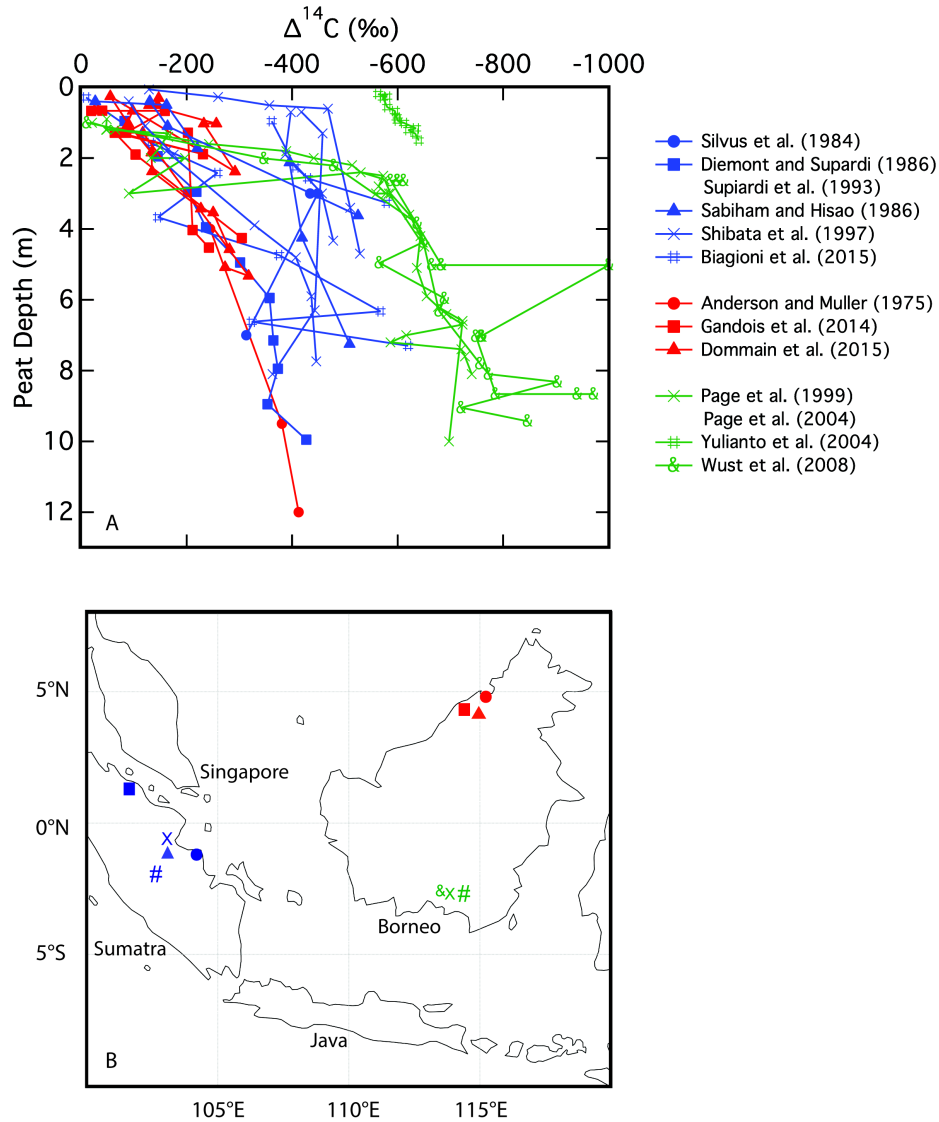 Δ¹⁴C (‰)
0 -200 -400 -600 -800 -1000
0
2
4
6
8
10
12
Peat Depth (m)
A
Silvus et al. (1984)
Diemont and Supardi (1986)
Supiardi et al. (1993)
Sabiham and Hisao (1986)
Shibata et al. (1997)
Biagioni et al. (2015)
Anderson and Muller (1975)
Gandois et al. (2014)
Dommain et al. (2015)
Page et al. (1999)
Page et al. (2004)
Yulianto et al. (2004)
& Wust et al. (2008)
5°N
0°N
5°S
Singapore
X
#
&X#
Borneo
Sumatra
Java
B
105°E 110°E 115°E